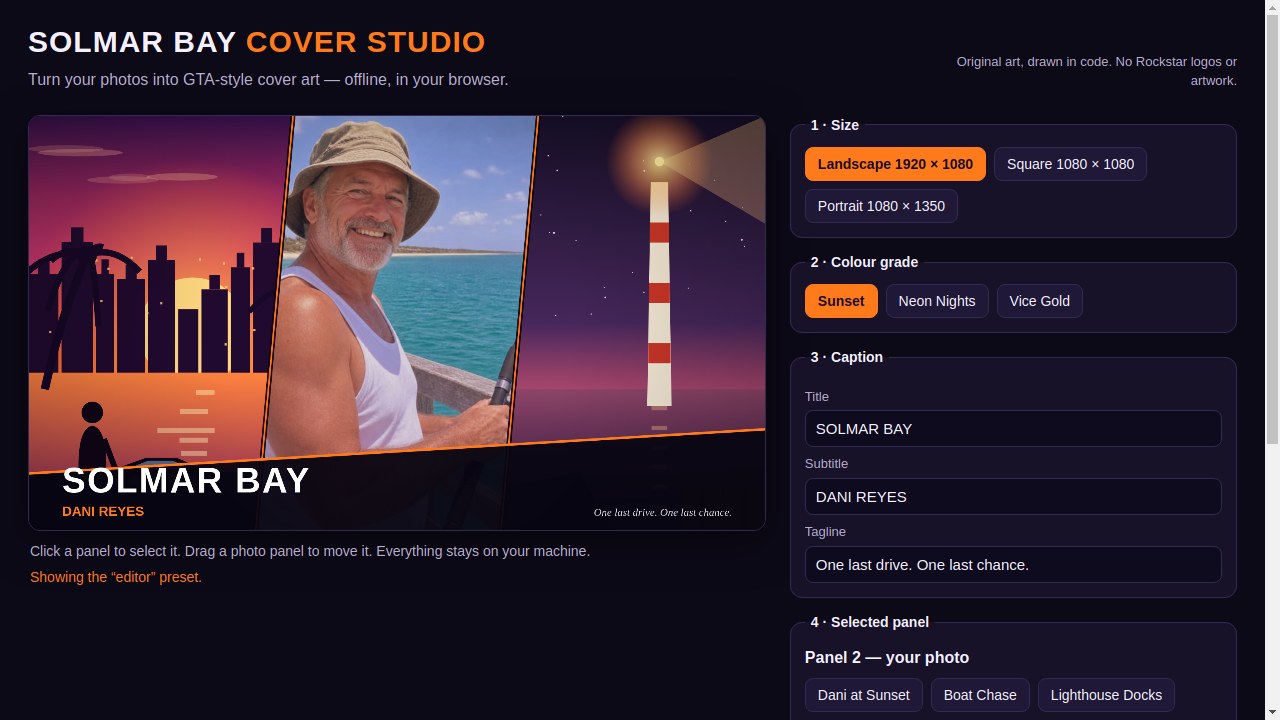 SOLMAR BAY COVER STUDIO
Turn your photos into GTA-style cover art — offline, in your browser.
Original art, drawn in code. No Rockstar logos or
artwork.
SOLMAR BAY
DANI REYES
One last drive. One last chance.
Click a panel to select it. Drag a photo panel to move it. Everything stays on your machine.
Showing the “editor” preset.
1 · Size
Landscape 1920 × 1080
Square 1080 × 1080
Portrait 1080 × 1350
2 · Colour grade
Sunset
Neon Nights
Vice Gold
3 · Caption
Title
SOLMAR BAY
Subtitle
DANI REYES
Tagline
One last drive. One last chance.
4 · Selected panel
Panel 2 — your photo
Dani at Sunset
Boat Chase
Lighthouse Docks